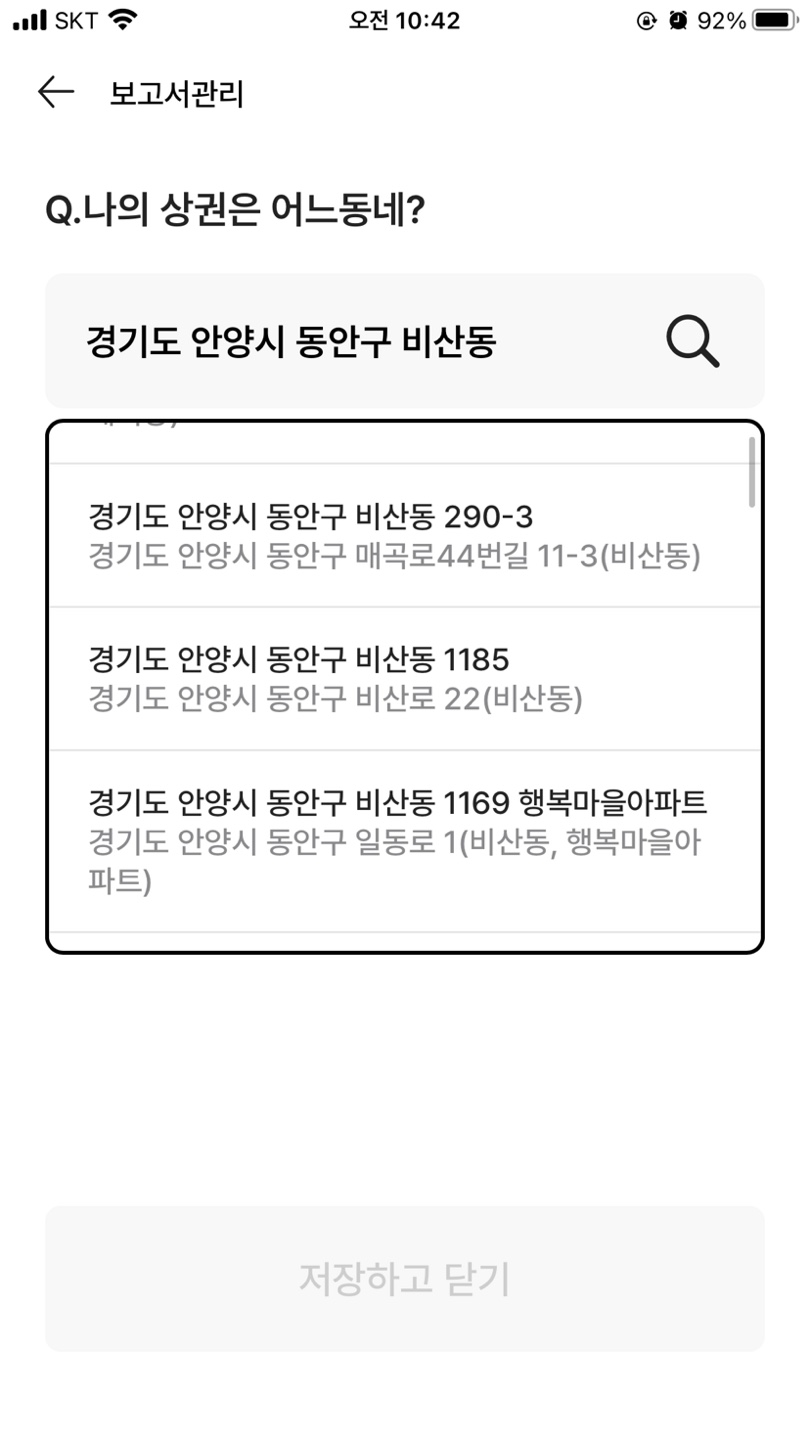 SKT 오전 10:42 92%
보고서관리
Q.나의 상권은 어느동네?
경기도 안양시 동안구 비산동
경기도 안양시 동안구 비산동 290-3
경기도 안양시 동안구 매곡로44번길 11-3(비산동)
경기도 안양시 동안구 비산동 1185
경기도 안양시 동안구 비산로 22(비산동)
경기도 안양시 동안구 비산동 1169 행복마을아파트
경기도 안양시 동안구 일동로 1(비산동, 행복마을아
파트)
저장하고 닫기